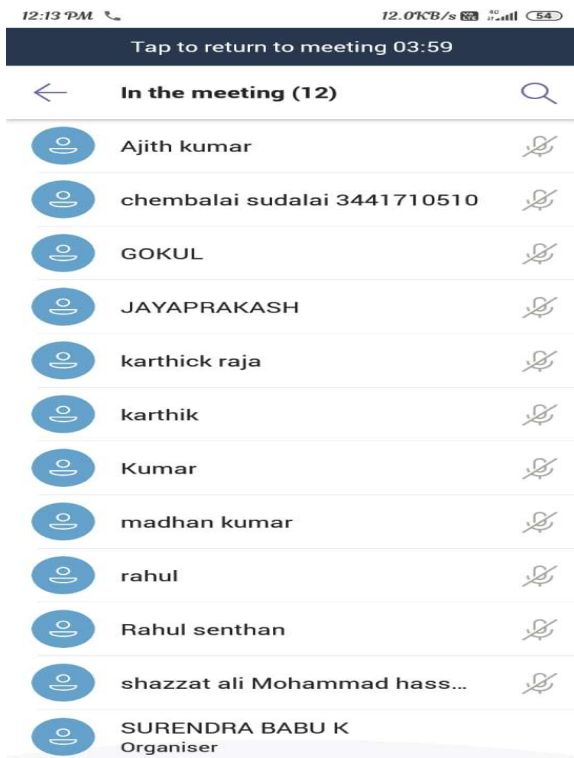 12:13 PM 12.0KB/s 4G 54
Tap to return to meeting 03:59
In the meeting (12)
Ajith kumar
chembalai sudalai 3441710510
GOKUL
JAYAPRAKASH
karthick raja
karthik
Kumar
madhan kumar
rahul
Rahul senthan
shazzat ali Mohammad hass...
SURENDRA BABU K
Organiser